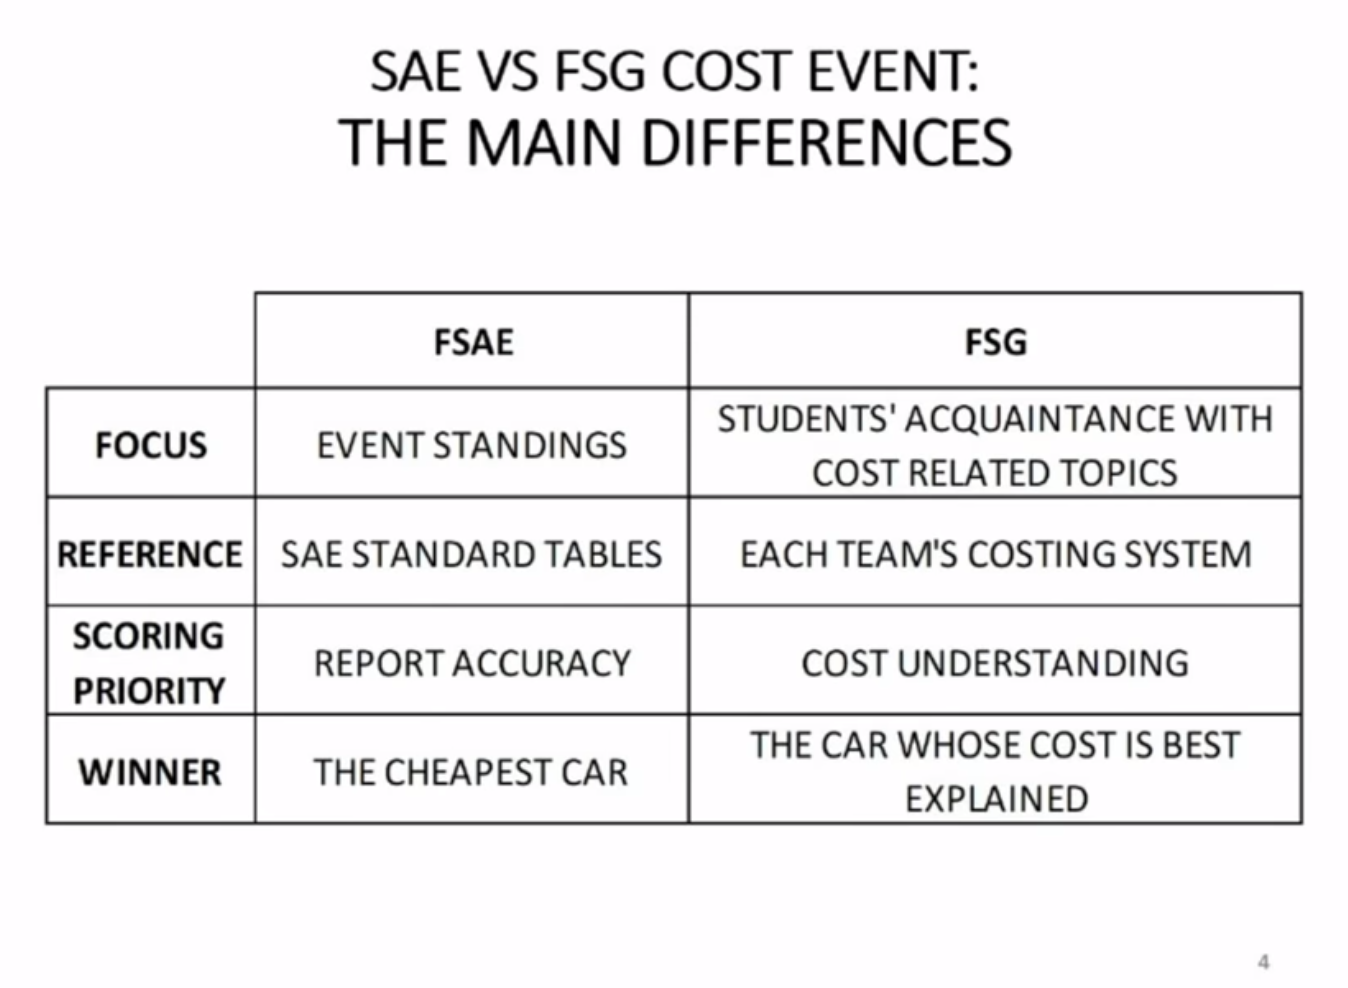 SAE VS FSG COST EVENT:
THE MAIN DIFFERENCES
FSAE
FSG
FOCUS
EVENT STANDINGS
STUDENTS' ACQUAINTANCE WITH
COST RELATED TOPICS
REFERENCE
SAE STANDARD TABLES
EACH TEAM'S COSTING SYSTEM
SCORING
PRIORITY
REPORT ACCURACY
COST UNDERSTANDING
WINNER
THE CHEAPEST CAR
THE CAR WHOSE COST IS BEST
EXPLAINED
4